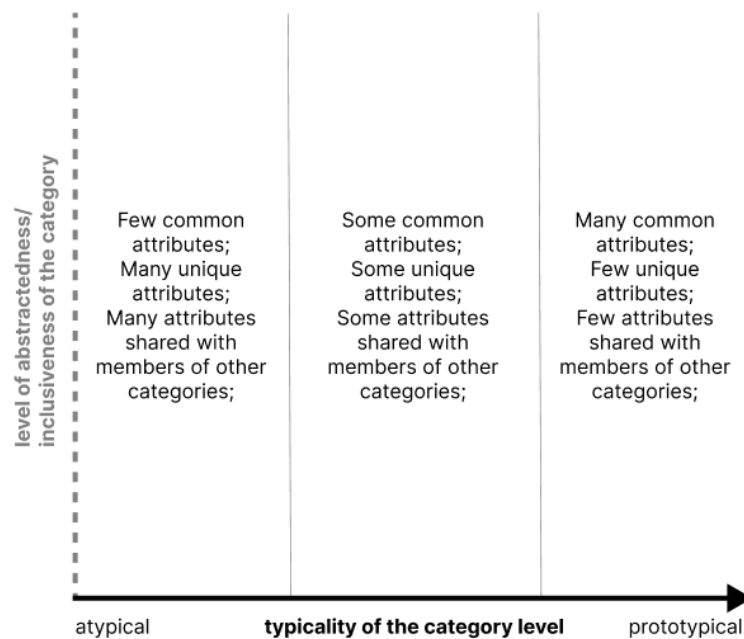 level of abstractedness/
inclusiveness of the category
Few common
attributes;
Many unique
attributes;
Many attributes
shared with
members of other
categories;
Some common
attributes;
Some unique
attributes;
Some attributes
shared with
members of other
categories;
Many common
attributes;
Few unique
attributes;
Few attributes
shared with
members of other
categories;
atypical
typicality of the category level
prototypical